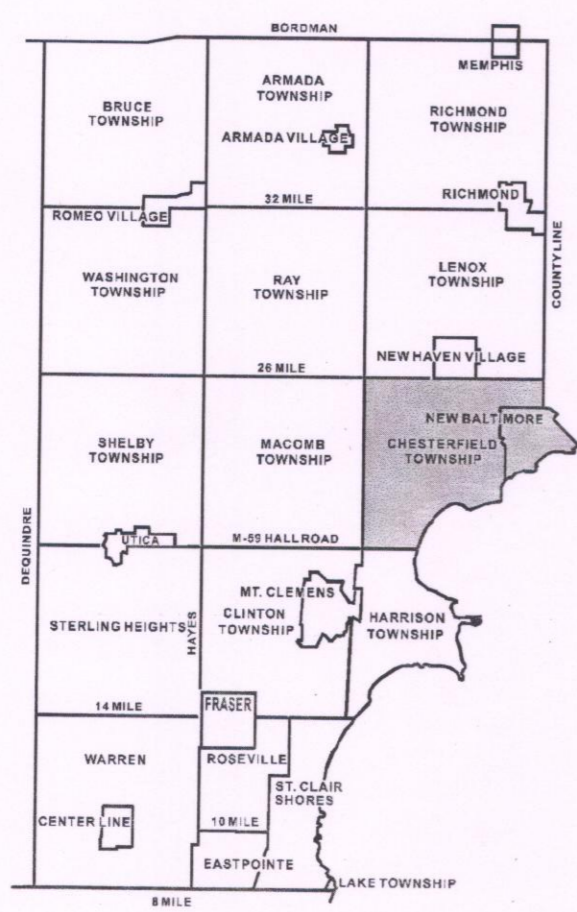 BORDMAN
MEMPHIS
BRUCE
TOWNSHIP
ARMADA
TOWNSHIP
ARMADA VILLAGE
RICHMOND
TOWNSHIP
32 MILE
RICHMOND
ROMEO VILLAGE
WASHINGTON
TOWNSHIP
RAY
TOWNSHIP
LENOX
TOWNSHIP
COUNTY LINE
NEW HAVEN VILLAGE
26 MILE
SHELBY
TOWNSHIP
MACOMB
TOWNSHIP
NEW BALTIMORE
CHESTERFIELD
TOWNSHIP
UTICA
M-59 HALL ROAD
DEQUINDRE
STERLING HEIGHTS
HAYES
MT. CLEMENS
CLINTON
TOWNSHIP
HARRISON
TOWNSHIP
14 MILE
FRASER
WARREN
ROSEVILLE
ST. CLAIR
SHORES
CENTER LINE
10 MILE
EASTPOINTE
LAKE TOWNSHIP
8 MILE